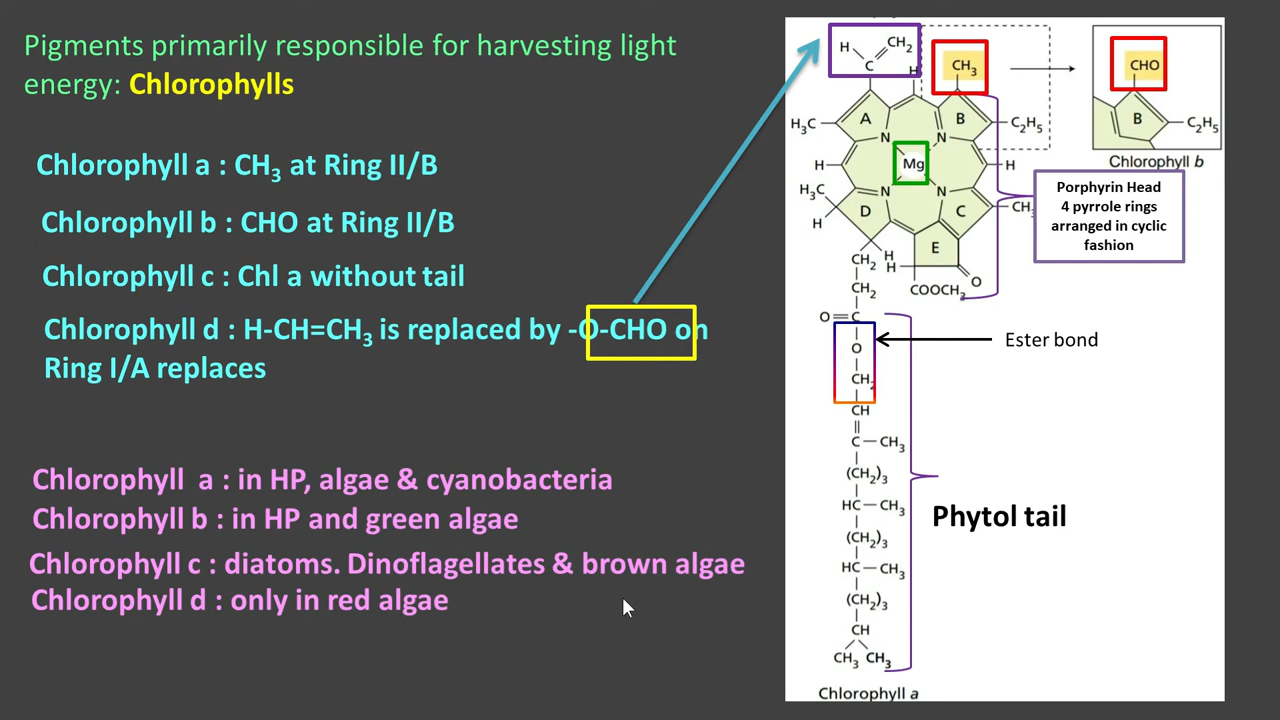 Pigments primarily responsible for harvesting light
energy: Chlorophylls
Chlorophyll a : CH₃ at Ring II/B
Chlorophyll b : CHO at Ring II/B
Chlorophyll c : Chl a without tail
Chlorophyll d : H-CH=CH₃ is replaced by -O-CHO on
Ring I/A replaces
Chlorophyll a : in HP, algae & cyanobacteria
Chlorophyll b : in HP and green algae
Chlorophyll c : diatoms. Dinoflagellates & brown algae
Chlorophyll d : only in red algae
H CH₂
C H
CH₃
CHO
A B
H₃C C₂H₅
B C₂H₅
N N
Chlorophyll b
H Mg H
H₃C N N
D C CH₃
H
E
Porphyrin Head
4 pyrrole rings
arranged in cyclic
fashion
CH₂ H H O
CH₂ COOCH₃
O=C
O
Ester bond
CH₂
CH
C—CH₃
(CH₂)₃
HC—CH₃
Phytol tail
(CH₂)₃
HC—CH₃
(CH₂)₃
CH
CH₃ CH₃
Chlorophyll a